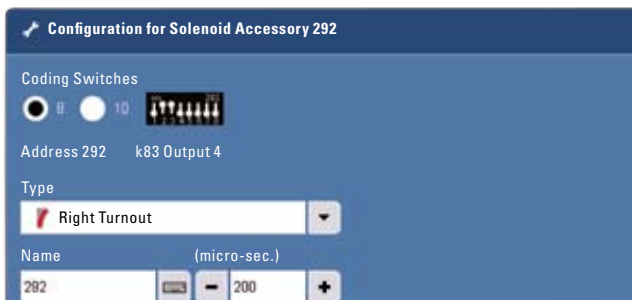 Configuration for Solenoid Accessory 292
Coding Switches
8 10
Address 292 k83 Output 4
Type
Right Turnout
Name (micro-sec.)
292 200